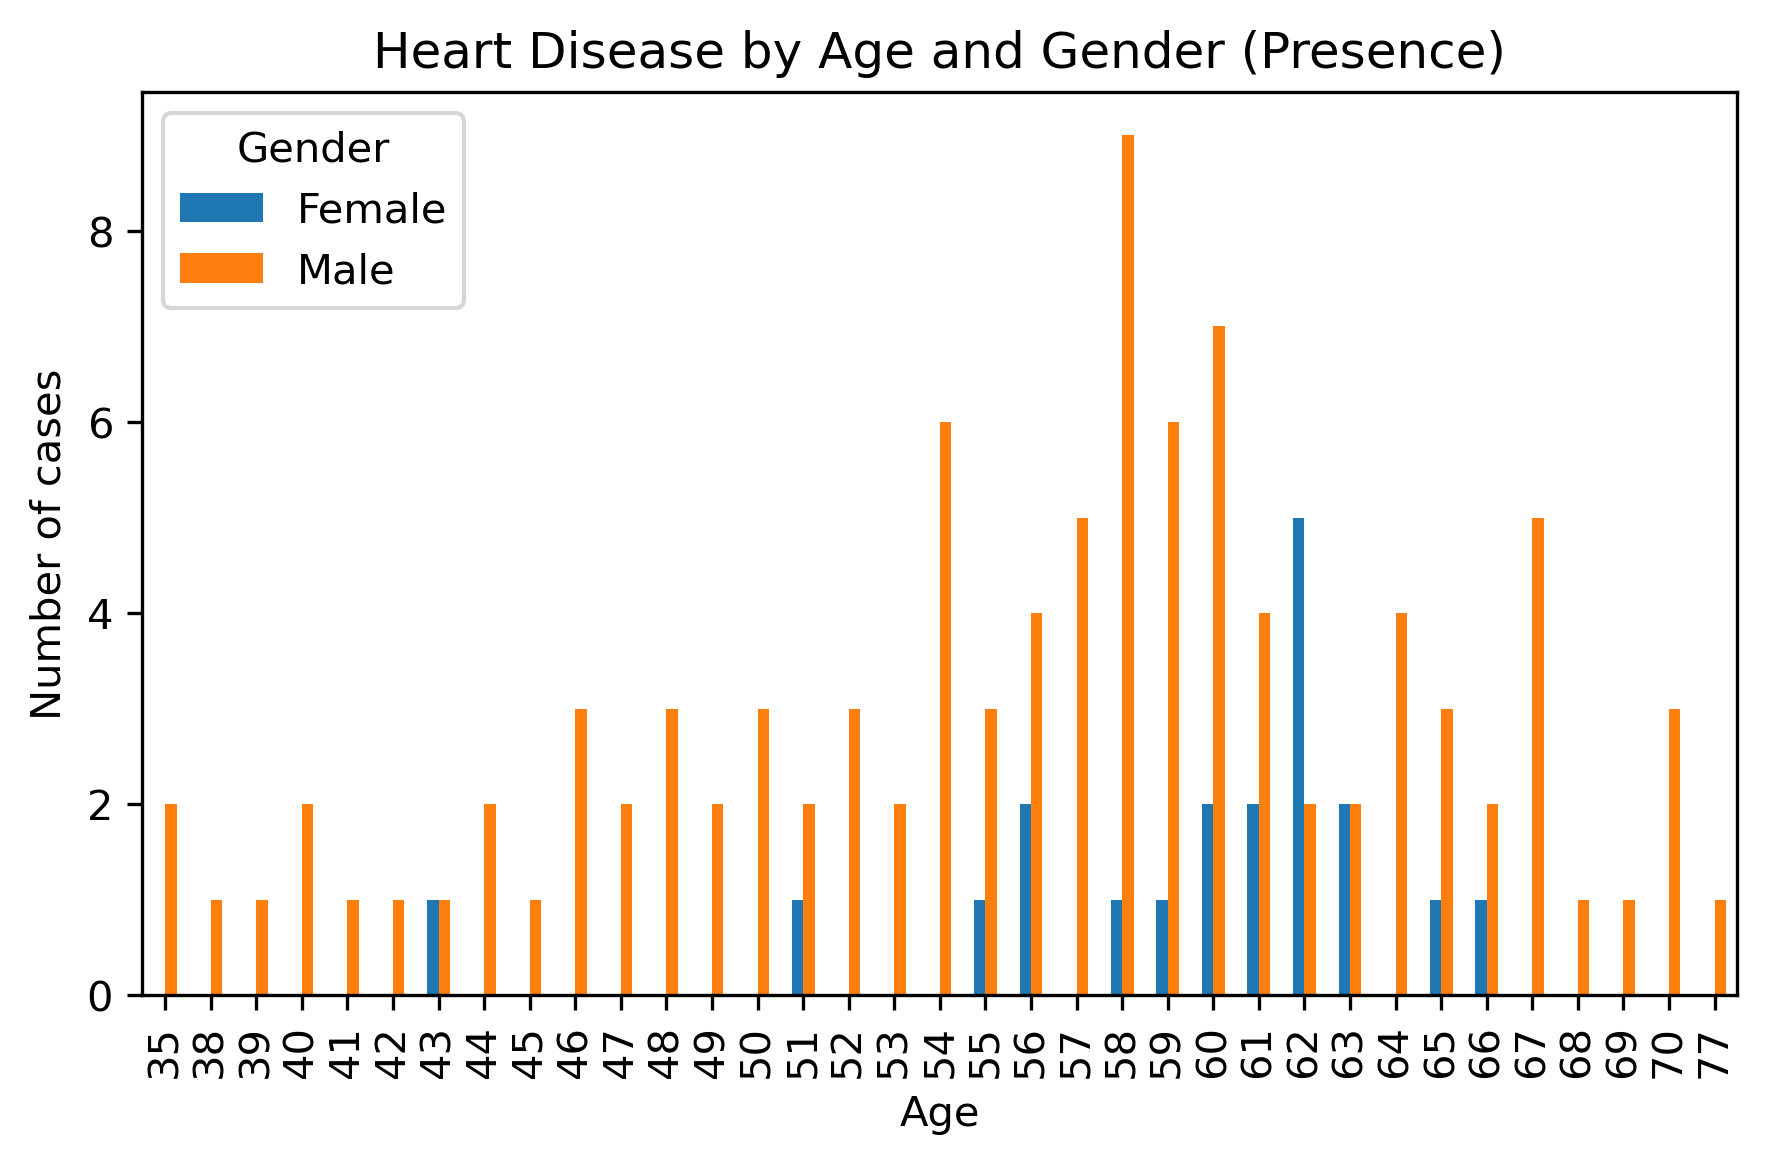 Heart Disease by Age and Gender (Presence)
Gender
Female
Male
Number of cases
8
6
4
2
0
35 38 39 40 41 42 43 44 45 46 47 48 49 50 51 52 53 54 55 56 57 58 59 60 61 62 63 64 65 66 67 68 69 70 77
Age